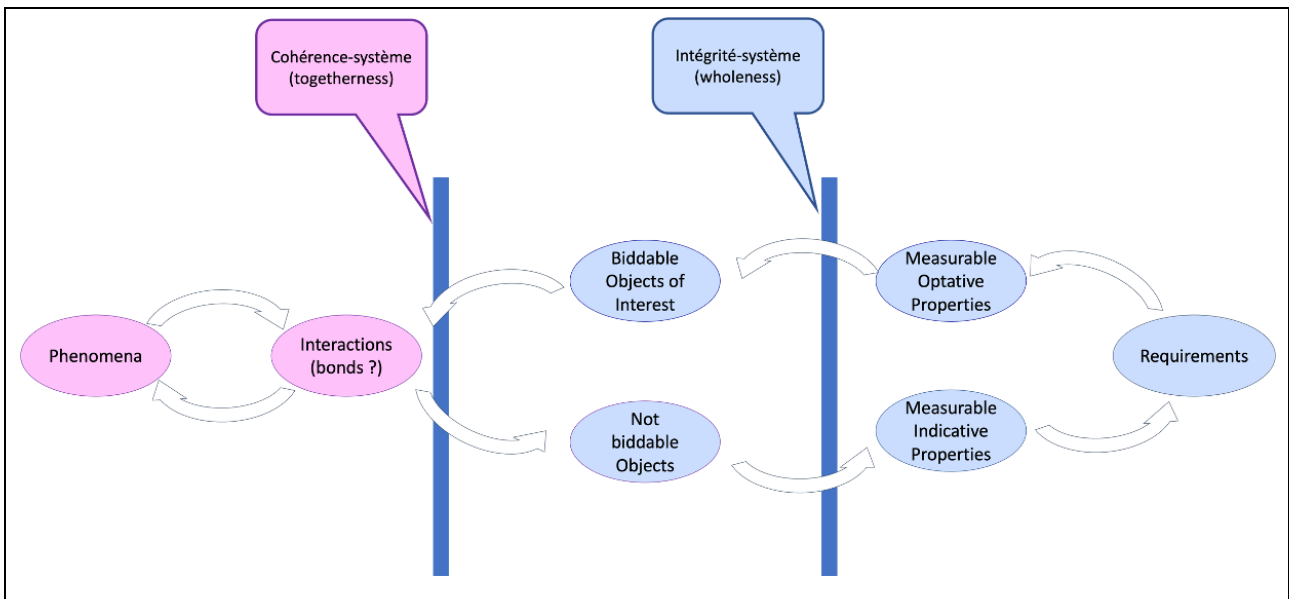 Cohérence-système
(togetherness)
Intégrité-système
(wholeness)
Biddable
Objects of
Interest
Measurable
Optative
Properties
Phenomena
Interactions
(bonds ?)
Requirements
Not
biddable
Objects
Measurable
Indicative
Properties